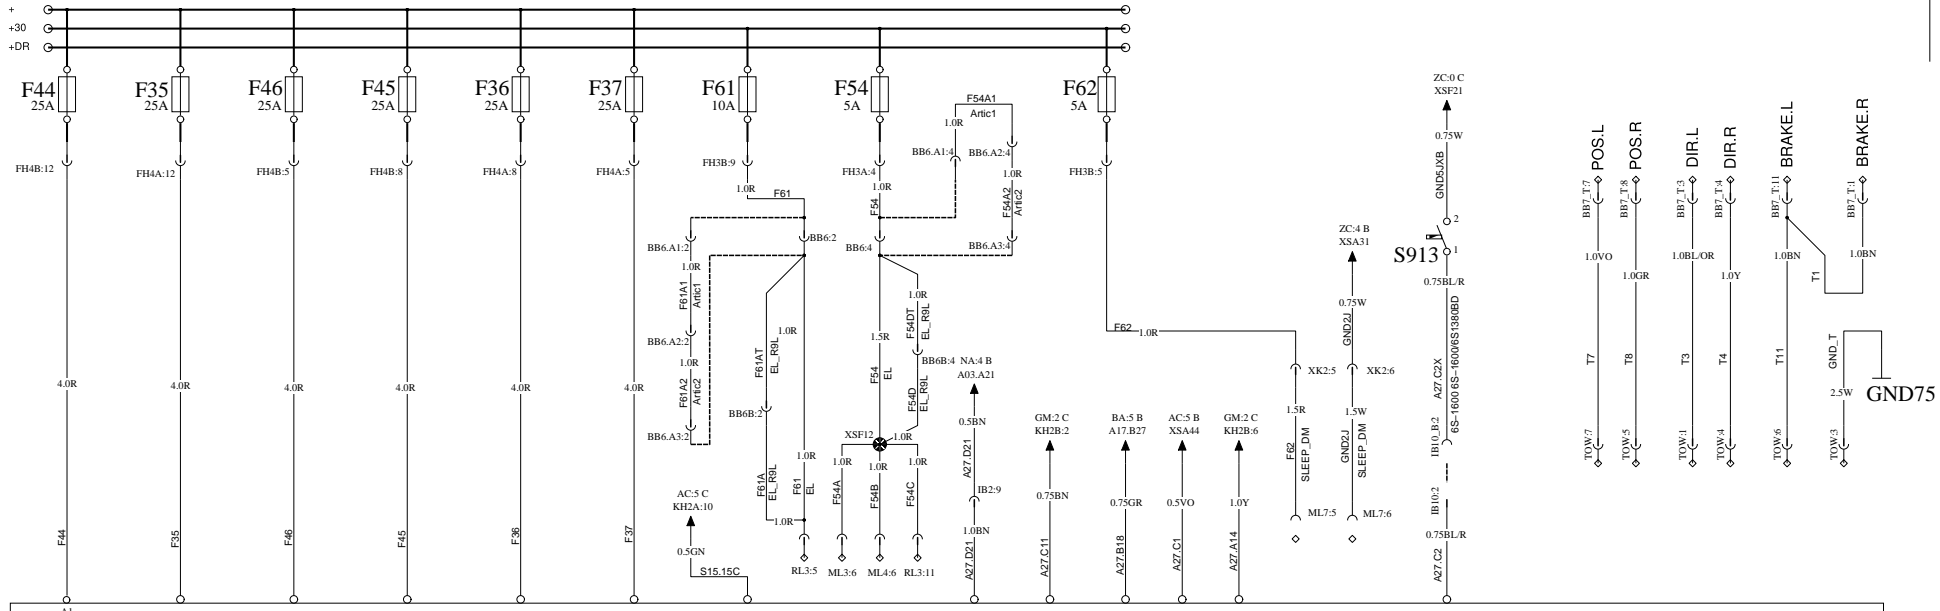 +
+30
+DR
F44
25A
F35
25A
F46
25A
F45
25A
F36
25A
F37
25A
F61
10A
F54
5A
F62
5A
FH4B:12
FH4A:12
FH4B:5
FH4B:8
FH4A:8
FH4A:5
FH3B:9
FH3A:4
FH3B:5
1.0R
F61
1.0R
F54
F54A1
Artic1
1.0R
BB6.A1:4
BB6.A2:4
1.0R
F54A2
Artic2
BB6.A3:4
BB6.A1:2
BB6:2
BB6:4
1.0R
F61A1
Artic1
BB6.A2:2
1.0R
F61A2
Artic2
BB6.A3:2
1.0R
F61AT
EL_R9L
BB6B:2
F61A
EL_R9L
1.0R
1.0R
F61
EL
1.5R
F54
EL
1.0R
F54DT
EL_R9L
BB6B:4
F54D
EL_R9L
1.0R
XSF12
1.0R
F54A
1.0R
F54B
1.0R
F54C
RL3:5
ML3:6
ML4:6
RL3:11
4.0R
4.0R
4.0R
4.0R
4.0R
4.0R
F44
F35
F46
F45
F36
F37
AC:5 C
KH2A:10
0.5GN
S15.15C
NA:4 B
A03.A21
0.5BN
A27.D21
IB2:9
1.0BN
A27.D21
GM:2 C
KH2B:2
0.75BN
A27.C11
BA:5 B
A17.B27
0.75GR
A27.B18
AC:5 B
XSA44
0.5VO
A27.C1
GM:2 C
KH2B:6
1.0Y
A27.A14
F62
1.0R
XK2:5
1.5R
F62
SLEEP_DM
ML7:5
ZC:4 B
XSA31
0.75W
GND2J
XK2:6
1.5W
GND2J
SLEEP_DM
ML7:6
ZC:0 C
XSF21
0.75W
GND5JXB
2
S913
1
0.75BL/R
A27.C2X
6S-1600 6S-1600/6S1380BD
IB10_B:2
IB10:2
0.75BL/R
A27.C2
POS.L
BB7_T:7
1.0VO
T7
TOW:7
POS.R
BB7_T:8
1.0GR
T8
TOW:5
DIR.L
BB7_T:3
1.0BL/OR
T3
TOW:1
DIR.R
BB7_T:4
1.0Y
T4
TOW:4
BRAKE.L
BB7_T:11
1.0BN
T11
TOW:6
BRAKE.R
BB7_T:1
1.0BN
T1
GND_T
2.5W
TOW:3
GND75